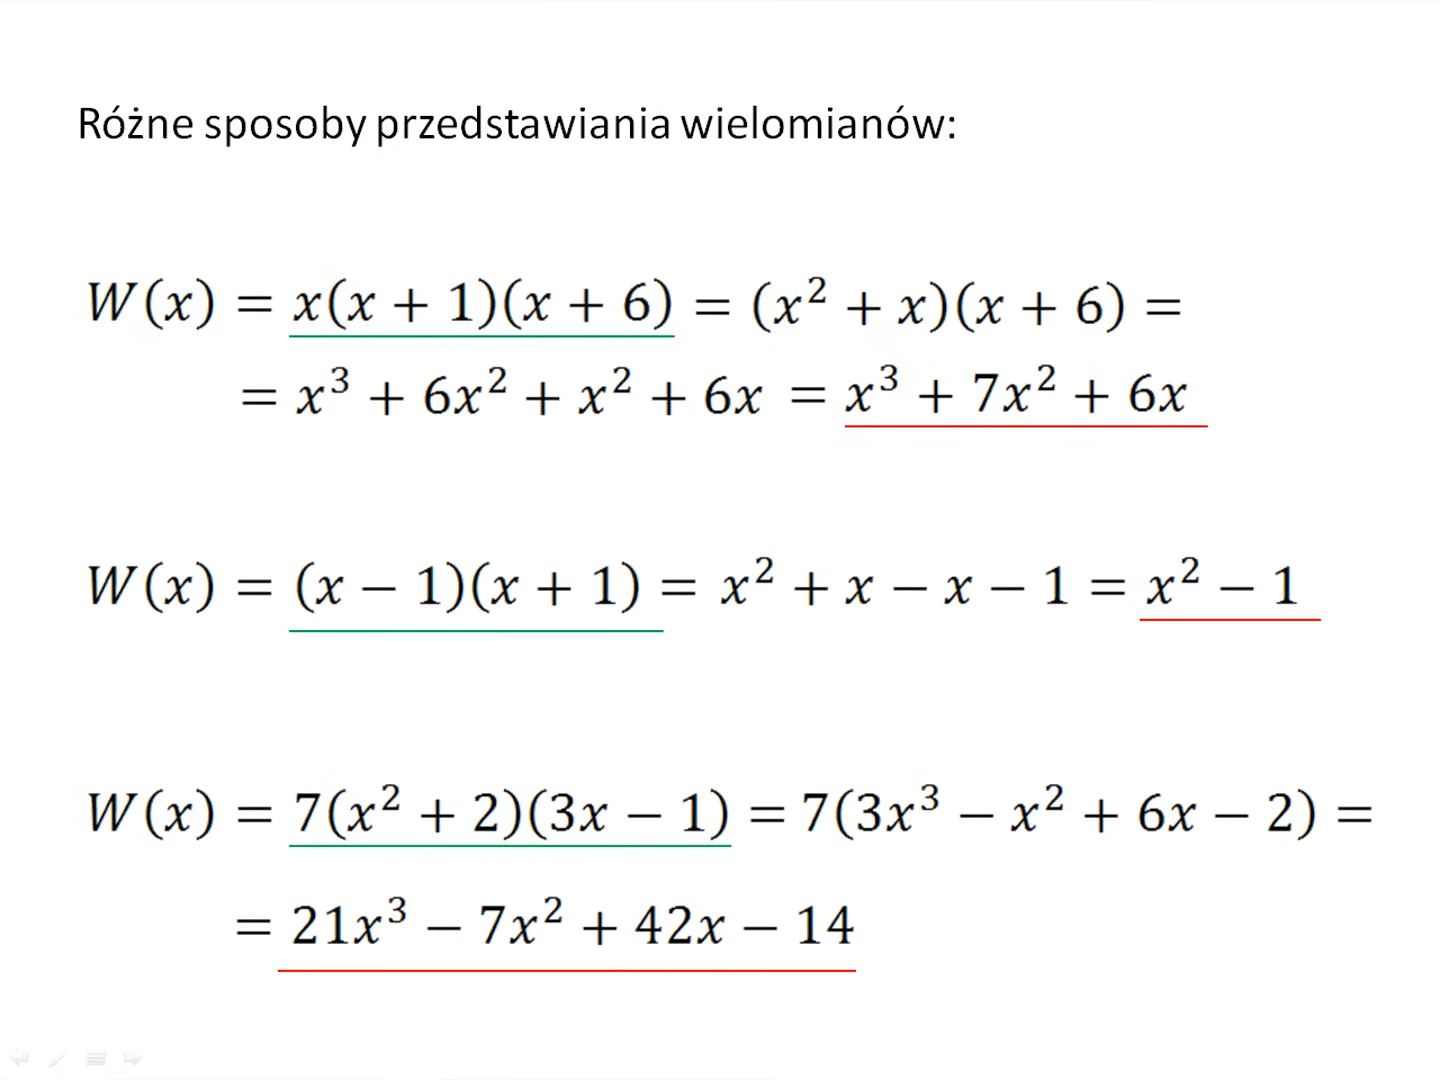 Różne sposoby przedstawiania wielomianów:
W(x) = x(x + 1)(x + 6) = (x² + x)(x + 6) =
= x³ + 6x² + x² + 6x = x³ + 7x² + 6x
W(x) = (x − 1)(x + 1) = x² + x − x − 1 = x² − 1
W(x) = 7(x² + 2)(3x − 1) = 7(3x³ − x² + 6x − 2) =
= 21x³ − 7x² + 42x − 14